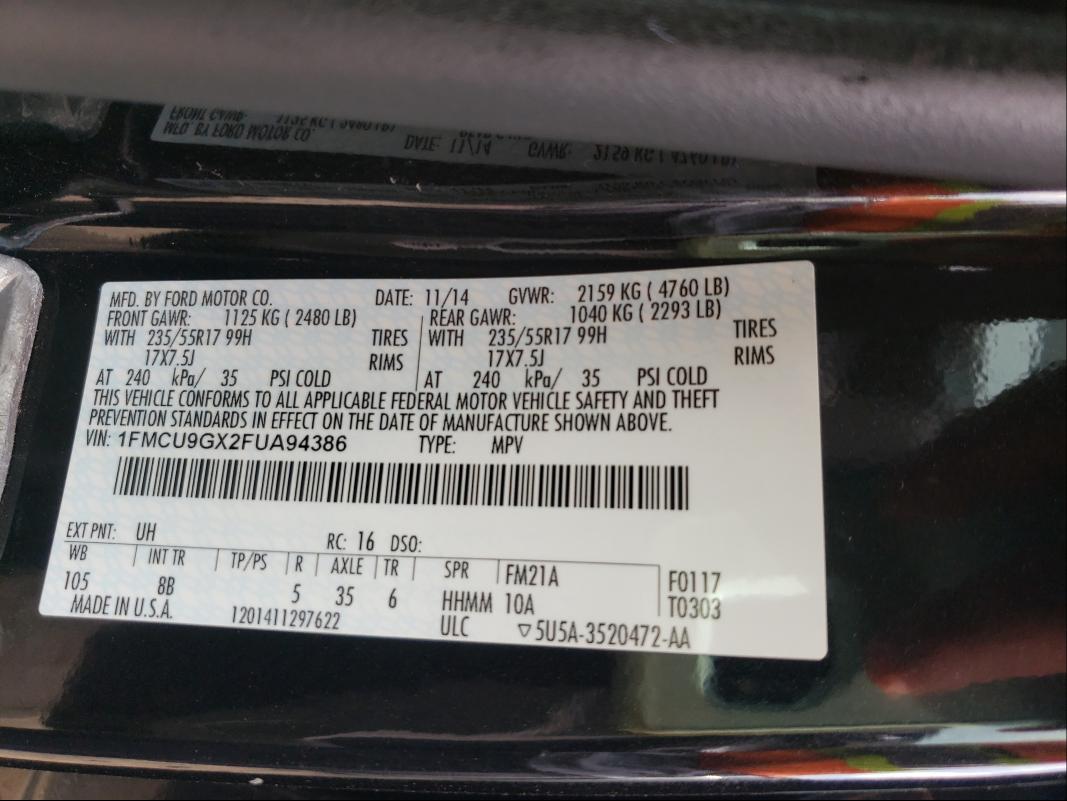 MFD. BY FORD MOTOR CO. DATE: 11/14 GVWR: 2159 KG ( 4760 LB)
FRONT GAWR: 1125 KG ( 2480 LB) REAR GAWR: 1040 KG ( 2293 LB)
WITH 235/55R17 99H TIRES WITH 235/55R17 99H TIRES
17X7.5J RIMS 17X7.5J RIMS
AT 240 kPa/ 35 PSI COLD AT 240 kPa/ 35 PSI COLD
THIS VEHICLE CONFORMS TO ALL APPLICABLE FEDERAL MOTOR VEHICLE SAFETY AND THEFT
PREVENTION STANDARDS IN EFFECT ON THE DATE OF MANUFACTURE SHOWN ABOVE.
VIN: 1FMCU9GX2FUA94386 TYPE: MPV
EXT PNT: UH RC: 16 DSO:
WB INT TR TP/PS R AXLE TR SPR FM21A F0117
105 8B 5 35 6 HHMM 10A T0303
MADE IN U.S.A. 1201411297622 ULC ▽5U5A-3520472-AA